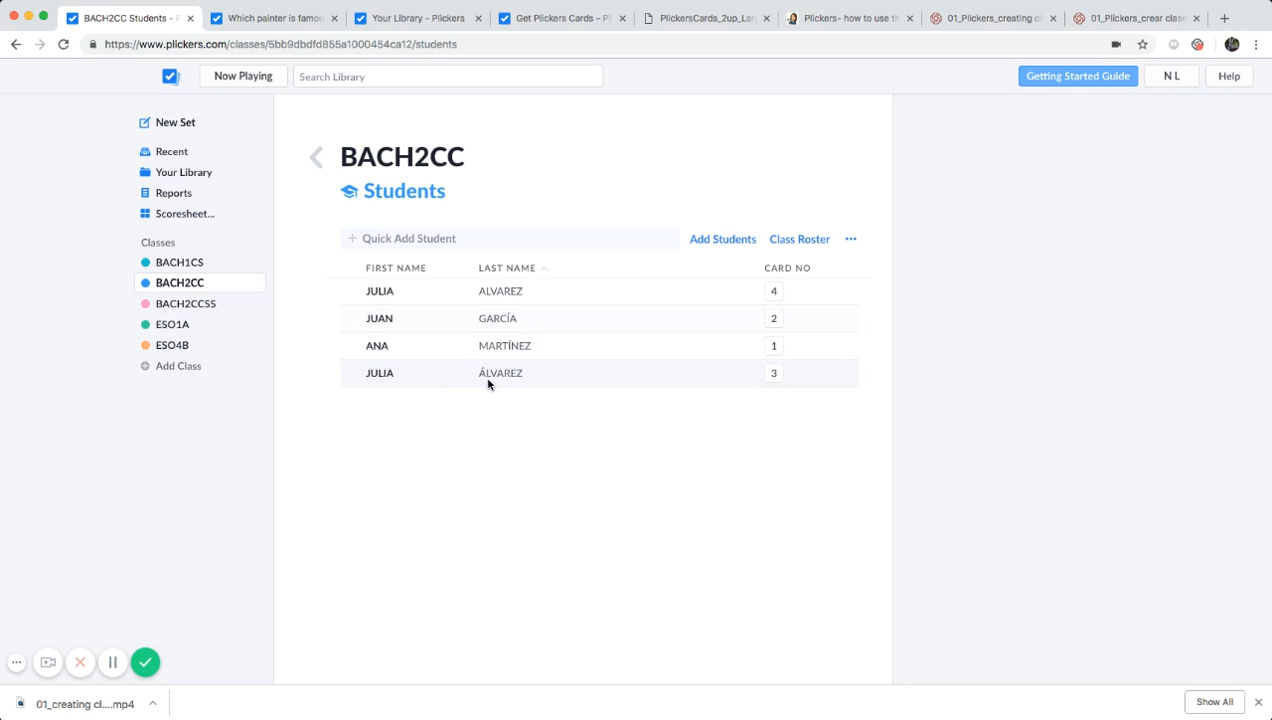 BACH2CC Students - P
Which painter is famou
Your Library - Plickers
Get Plickers Cards – Pli
PlickersCards_2up_Lan
Plickers- how to use th
01_Plickers_creating cl
01_Plickers_crear clase
https://www.plickers.com/classes/5bb9dbdfd855a1000454ca12/students
Now Playing
Search Library
Getting Started Guide
N L
Help
New Set
Recent
Your Library
Reports
Scoresheet...
Classes
BACH1CS
BACH2CC
BACH2CCSS
ESO1A
ESO4B
Add Class
BACH2CC
Students
Quick Add Student
Add Students
Class Roster
FIRST NAME LAST NAME CARD NO
JULIA ALVAREZ 4
JUAN GARCÍA 2
ANA MARTÍNEZ 1
JULIA ÁLVAREZ 3
01_creating cl....mp4
Show All